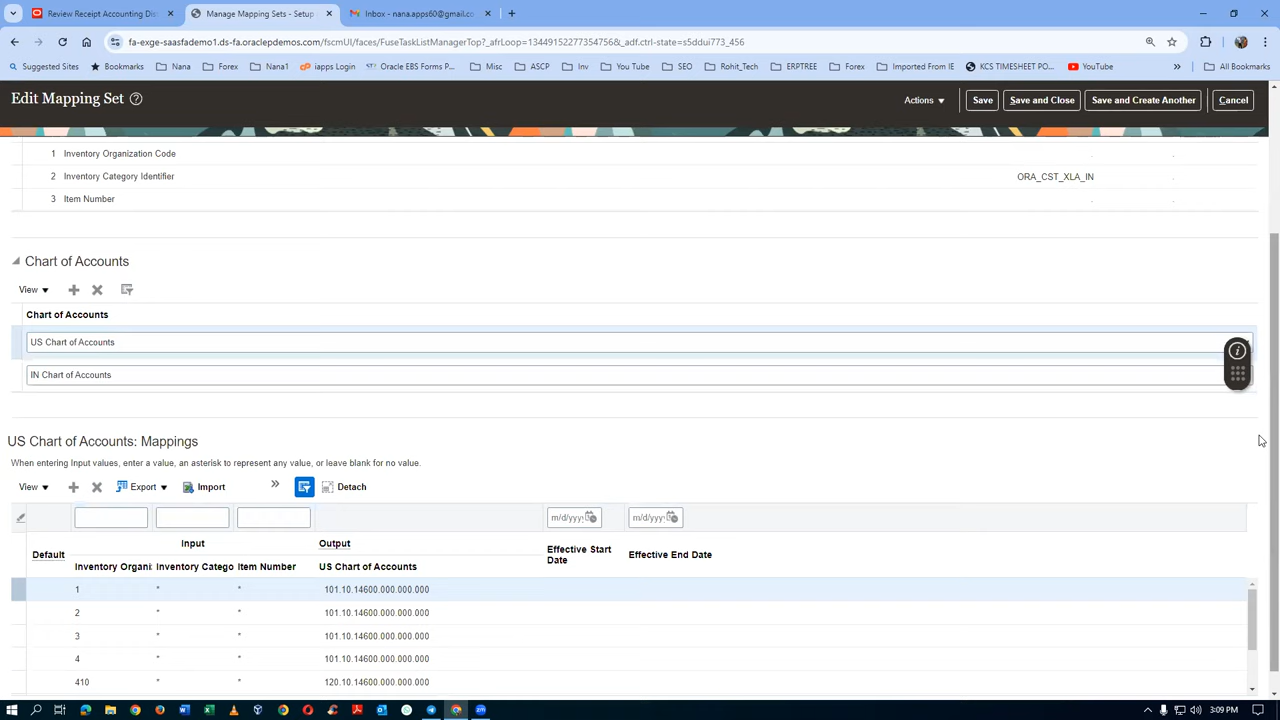 Review Receipt Accounting Dis
Manage Mapping Sets - Setup
Inbox - nana.apps60@gmail.co
fa-exge-saasfademo1.ds-fa.oraclepdemos.com/fscmUI/faces/FuseTaskListManagerTop?_afrLoop=1344915227354756&_adf.ctrl-state=s5ddui773_456
Suggested Sites Bookmarks Nana Forex Nana1 iapps Login Oracle EBS Forms P... Misc ASCP Inv You Tube SEO Rohit_Tech ERPTREE Forex Imported From IE KCS TIMESHEET PO... YouTube » All Bookmarks
Edit Mapping Set
Actions Save Save and Close Save and Create Another Cancel
1 Inventory Organization Code
2 Inventory Category Identifier ORA_CST_XLA_IN
3 Item Number
Chart of Accounts
View
Chart of Accounts
US Chart of Accounts
IN Chart of Accounts
US Chart of Accounts: Mappings
When entering Input values, enter a value, an asterisk to represent any value, or leave blank for no value.
View Export Import » Detach
m/d/yyy m/d/yyy
Default Input Output Effective Start Date Effective End Date
Inventory Organi Inventory Catego Item Number US Chart of Accounts
1 * * 101.10.14600.000.000.000
2 * * 101.10.14600.000.000.000
3 * * 101.10.14600.000.000.000
4 * * 101.10.14600.000.000.000
410 * * 120.10.14600.000.000.000
3:09 PM